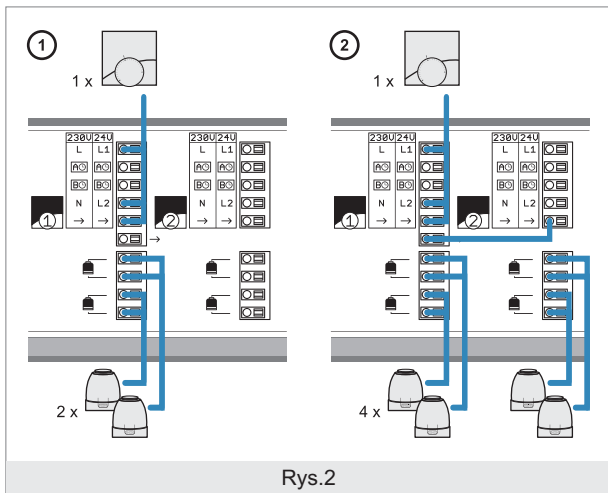 1 2
1 x 1 x
230V 24V 230V 24V 230V 24V 230V 24V
L L1 L L1 L L1 L L1
A A A A A A A A
B B B B B B B B
1 N L2 2 N L2 1 N L2 2 N L2
→ → → → → → → →
→
2 x 4 x
Rys.2